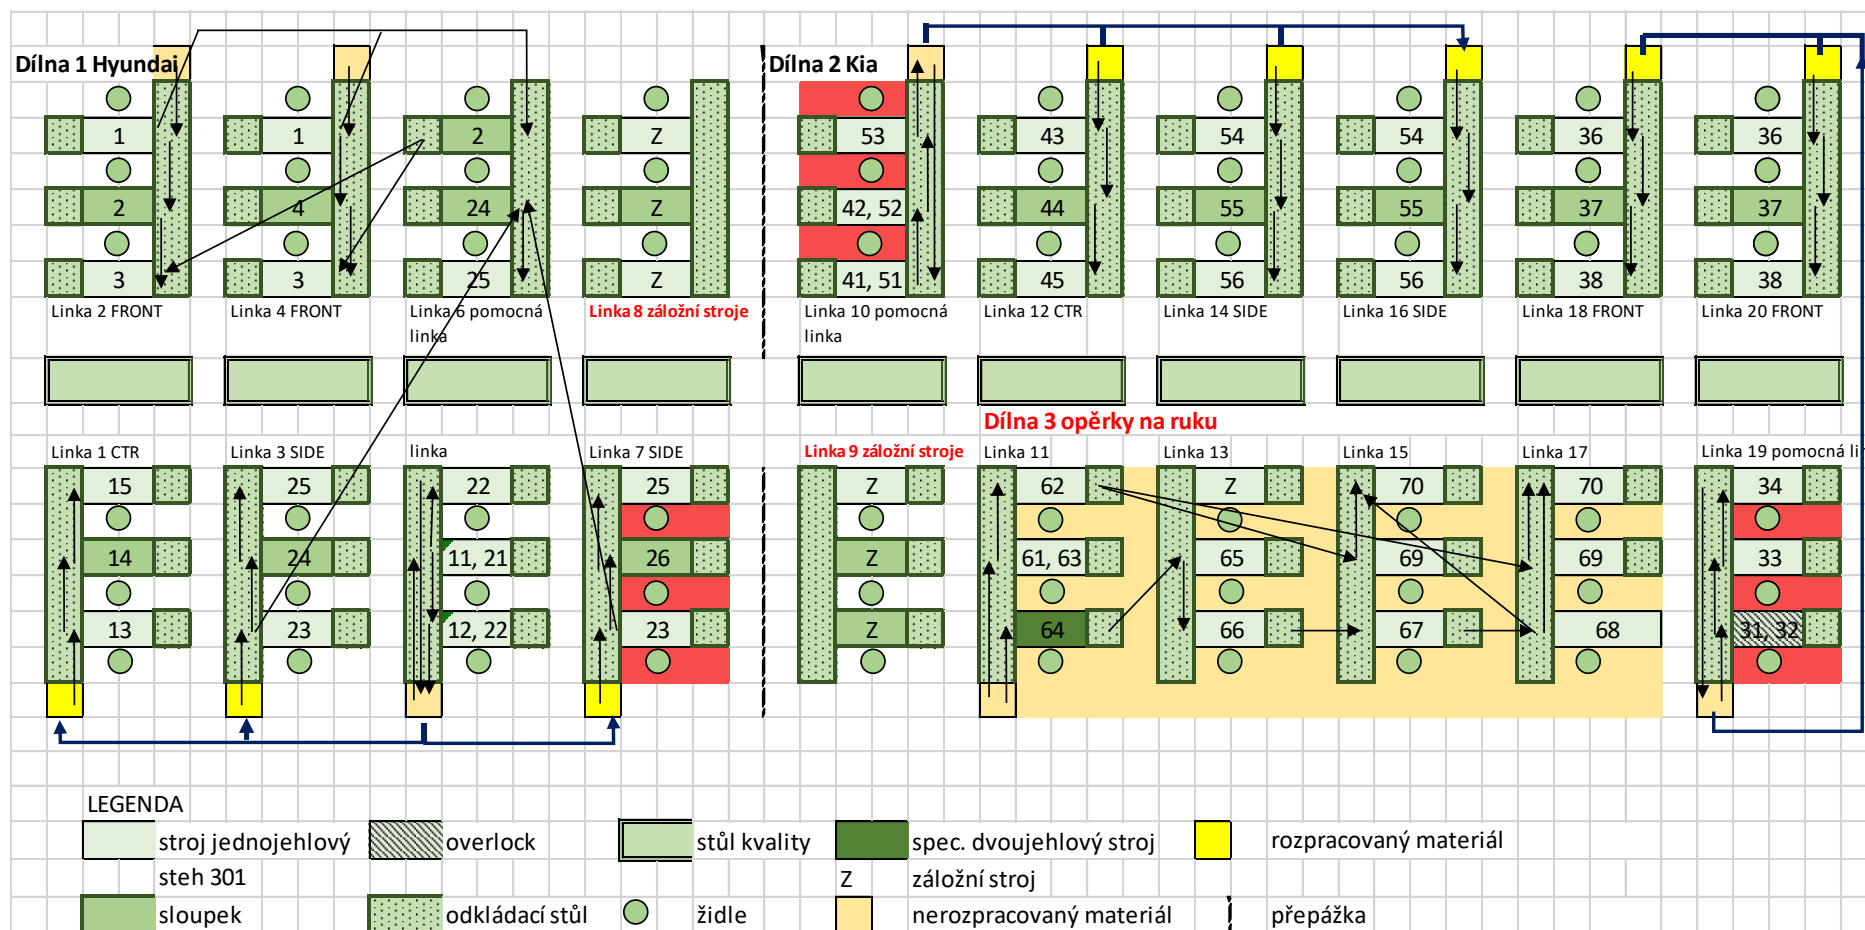 Dílna 1 Hyundai
Dílna 2 Kia
1 1 2 Z 53 43 54 54 36 36
2 4 24 Z 42, 52 44 55 55 37 37
3 3 25 Z 41, 51 45 56 56 38 38
Linka 2 FRONT
Linka 4 FRONT
Linka 6 pomocná
linka
Linka 8 záložní stroje
Linka 10 pomocná
linka
Linka 12 CTR
Linka 14 SIDE
Linka 16 SIDE
Linka 18 FRONT
Linka 20 FRONT
Dílna 3 opěrky na ruku
Linka 1 CTR
Linka 3 SIDE
linka
Linka 7 SIDE
Linka 9 záložní stroje
Linka 11
Linka 13
Linka 15
Linka 17
Linka 19 pomocná li
15 25 22 25 Z 62 Z 70 70 34
14 24 11, 21 26 Z 61, 63 65 69 69 33
13 23 12, 22 23 Z 64 66 67 68 31, 32
LEGENDA
stroj jednojehlový
steh 301
overlock
stůl kvality
spec. dvoujehlový stroj
rozpracovaný materiál
Z záložní stroj
sloupek
odkládací stůl
židle
nerozpracovaný materiál
přepážka